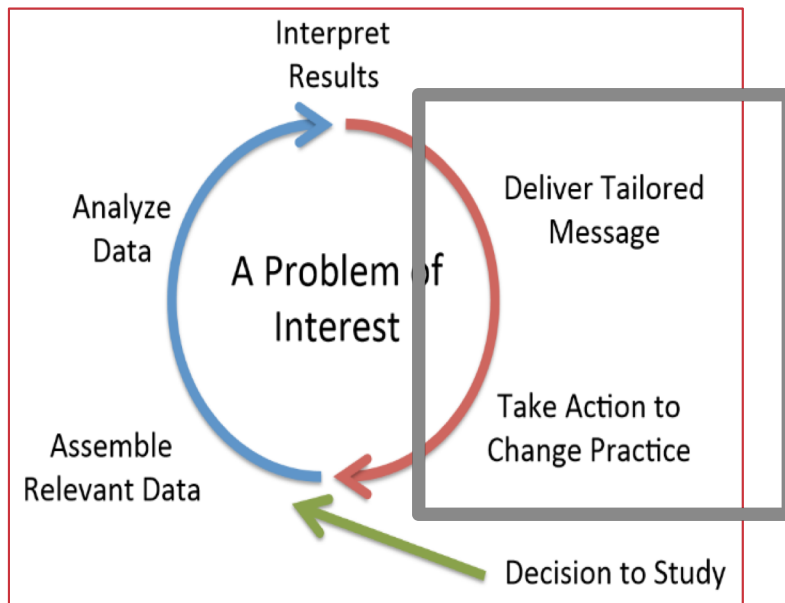 Interpret
Results
Deliver Tailored
Message
Analyze
Data
A Problem of
Interest
Take Action to
Change Practice
Assemble
Relevant Data
Decision to Study